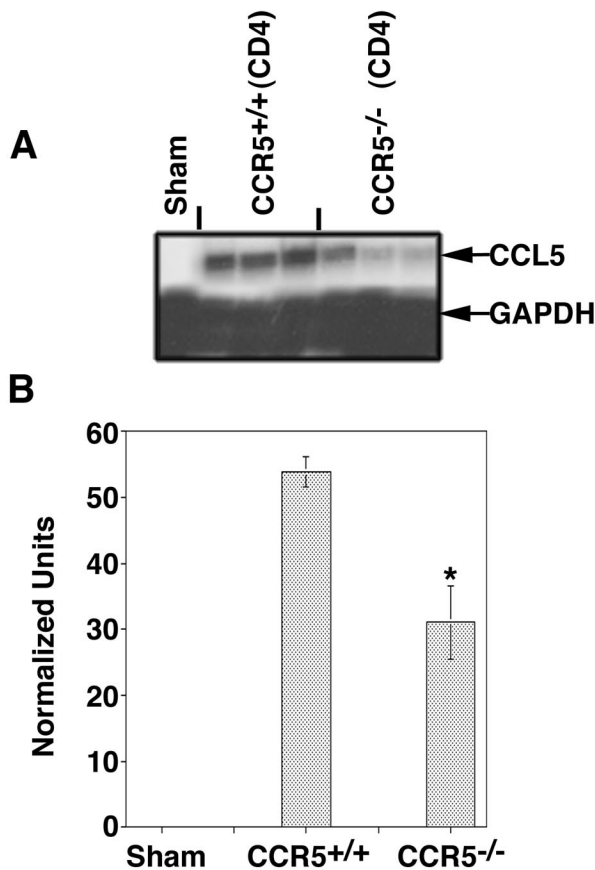 A
Sham
CCR5+/+ (CD4)
CCR5-/- (CD4)
CCL5
GAPDH
B
Normalized Units
60
50
40
30
20
10
0
*
Sham
CCR5+/+
CCR5-/-